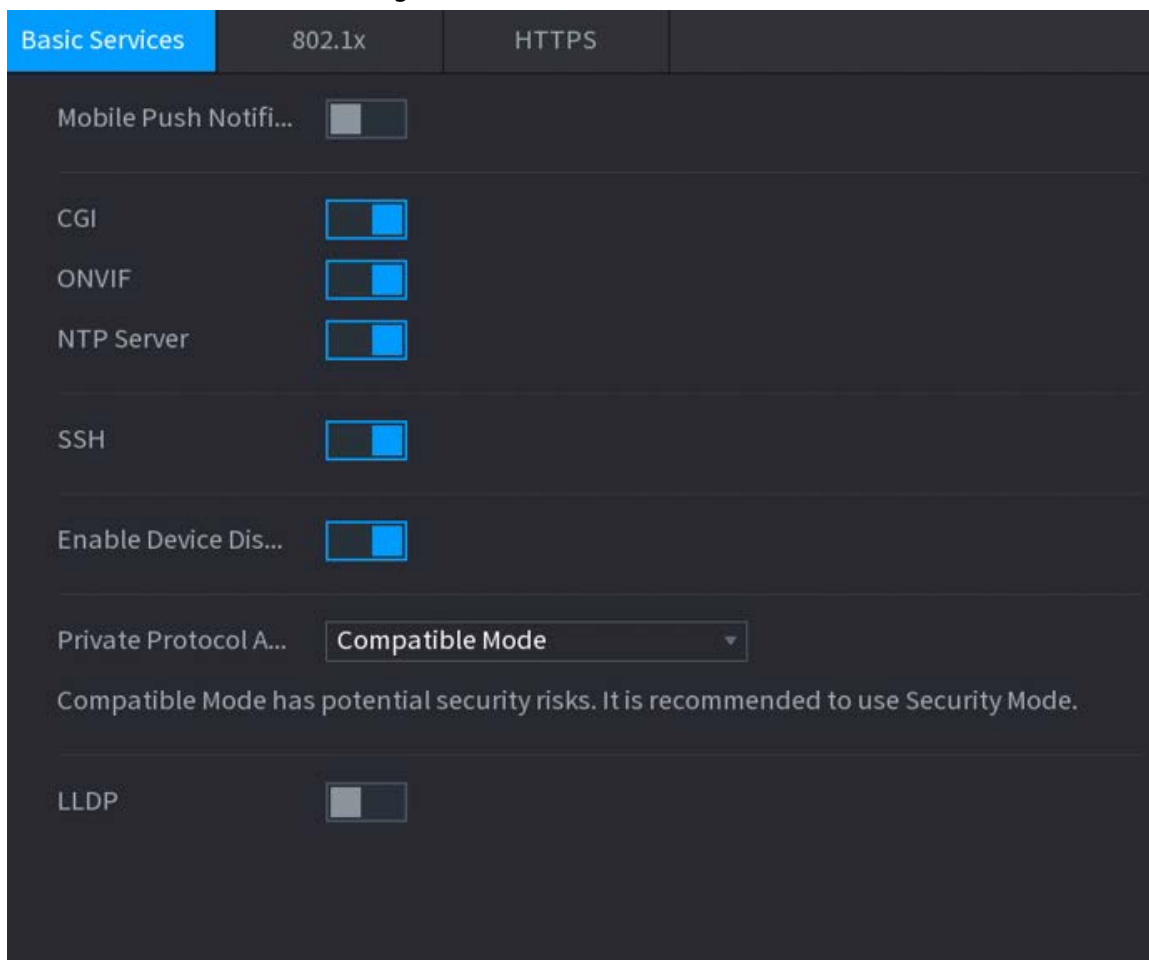 Basic Services 802.1x HTTPS
Mobile Push Notifi...
CGI
ONVIF
NTP Server
SSH
Enable Device Dis...
Private Protocol A... Compatible Mode
Compatible Mode has potential security risks. It is recommended to use Security Mode.
LLDP